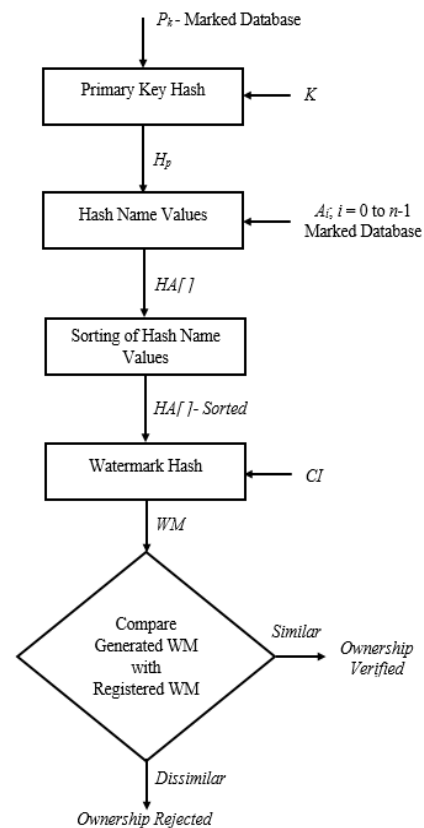 Pk - Marked Database
Primary Key Hash
K
Hp
Hash Name Values
Ai; i = 0 to n-1
Marked Database
HA[ ]
Sorting of Hash Name
Values
HA[ ]- Sorted
Watermark Hash
CI
WM
Compare
Generated WM
with
Registered WM
Similar
Ownership
Verified
Dissimilar
Ownership Rejected